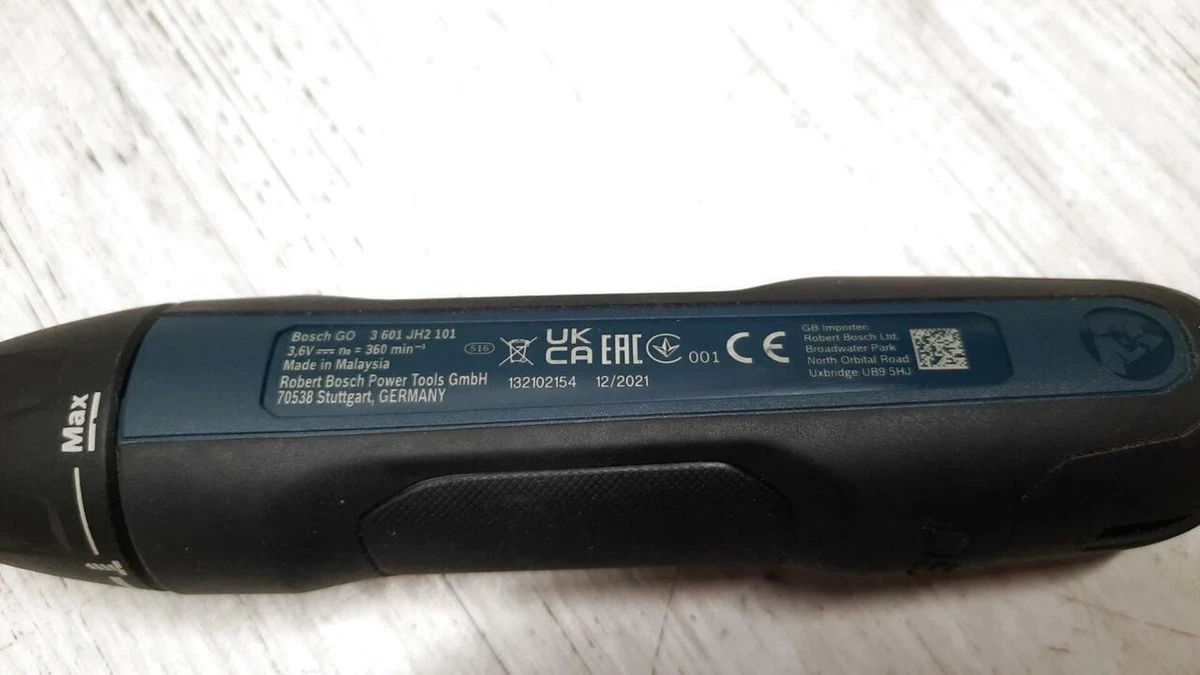 Bosch GO 3 601 JH2 101
3,6V n₀ = 360 min⁻¹
Made in Malaysia
Robert Bosch Power Tools GmbH
70538 Stuttgart, GERMANY
516
UK
CA
EAC
001
CE
132102154 12/2021
GB Importer:
Robert Bosch Ltd.
Broadwater Park
North Orbital Road
Uxbridge UB9 5HJ
Max